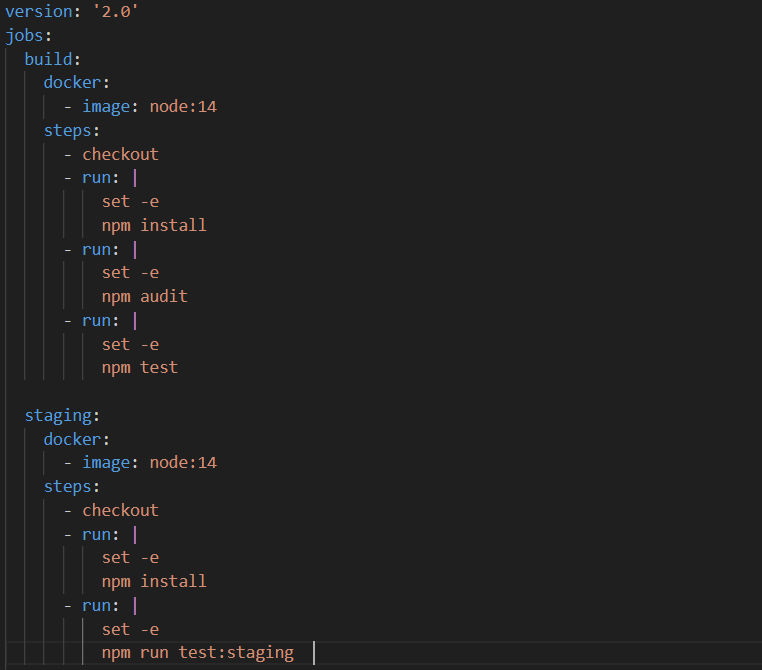 version: '2.0'
jobs:
  build:
    docker:
      - image: node:14
    steps:
      - checkout
      - run: |
          set -e
          npm install
      - run: |
          set -e
          npm audit
      - run: |
          set -e
          npm test

  staging:
    docker:
      - image: node:14
    steps:
      - checkout
      - run: |
          set -e
          npm install
      - run: |
          set -e
          npm run test:staging